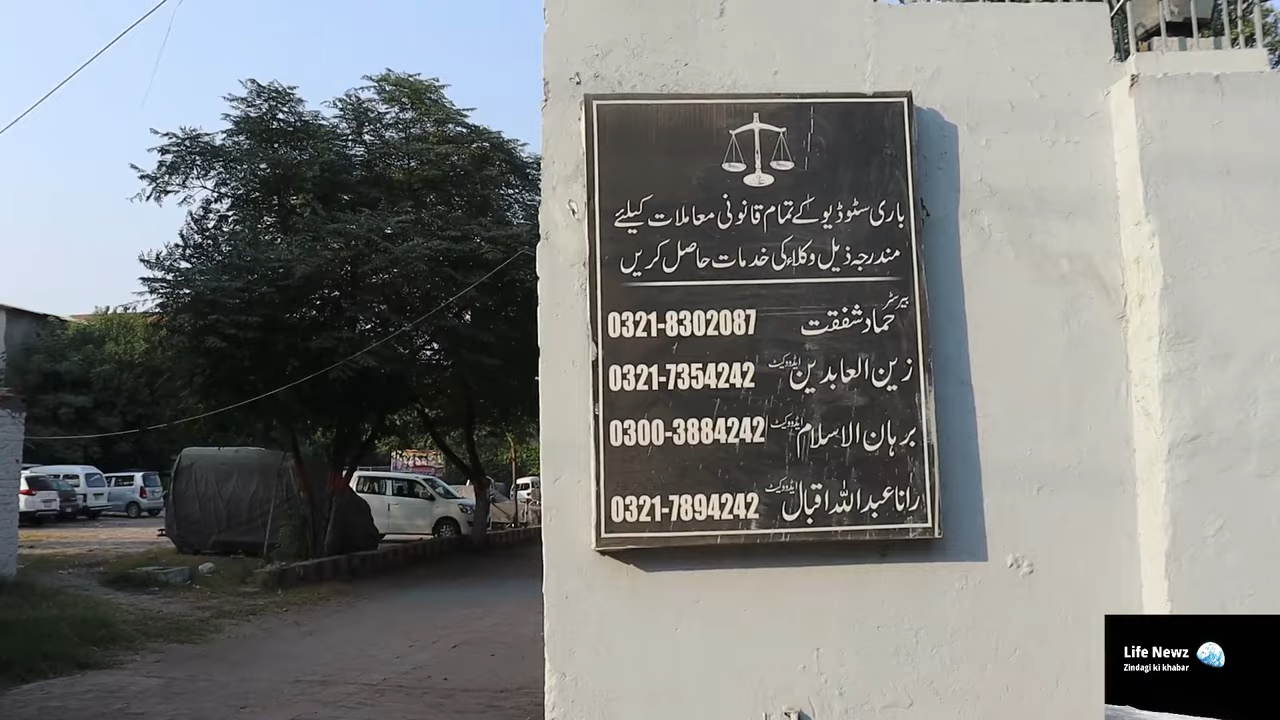 باری سٹوڈیو کے تمام قانونی معاملات کیلئے
مندرجہ ذیل وکلاء کی خدمات حاصل کریں
بیرسٹر حماد شفقت 0321-8302087
زین العابدین ایڈووکیٹ 0321-7354242
برہان الاسلام ایڈووکیٹ 0300-3884242
رانا عبداللہ اقبال ایڈووکیٹ 0321-7894242
Life Newz
Zindagi ki khabar